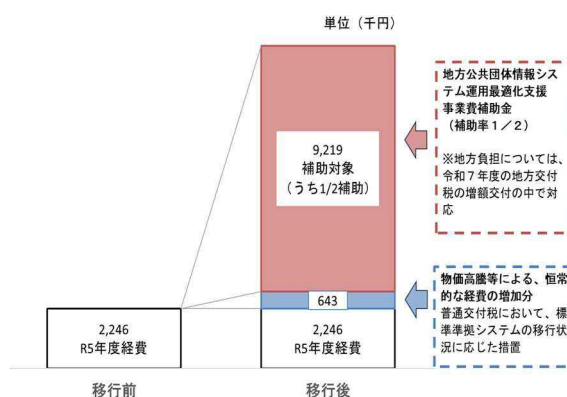 単位（千円）
9,219
補助対象
（うち1/2補助）
643
2,246
R5年度経費
2,246
R5年度経費
移行前
移行後
地方公共団体情報シス
テム運用最適化支援
事業費補助金
（補助率１／２）
※地方負担については、
令和７年度の地方交付
税の増額交付の中で対
応
物価高騰等による、恒常
的な経費の増加分
普通交付税において、標
準準拠システムの移行状
況に応じた措置